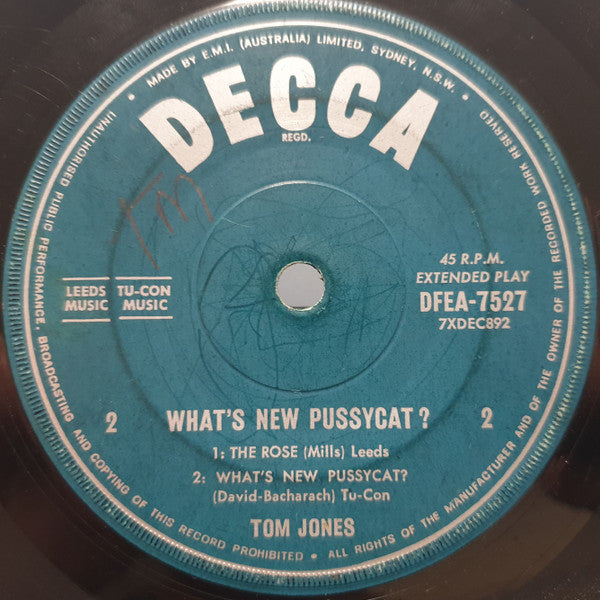 MADE BY E.M.I. (AUSTRALIA) LIMITED, SYDNEY, N.S.W. •
DECCA
REGD.
45 R.P.M.
EXTENDED PLAY
DFEA-7527
7XDEC892
LEEDS TU-CON
MUSIC MUSIC
2 WHAT'S NEW PUSSYCAT? 2
1: THE ROSE (Mills) Leeds
2: WHAT'S NEW PUSSYCAT?
(David-Bacharach) Tu-Con
TOM JONES
ALL RIGHTS OF THE MANUFACTURER AND OF THE OWNER OF THE RECORDED WORK RESERVED
• UNAUTHORISED PUBLIC PERFORMANCE, BROADCASTING AND COPYING OF THIS RECORD PROHIBITED •